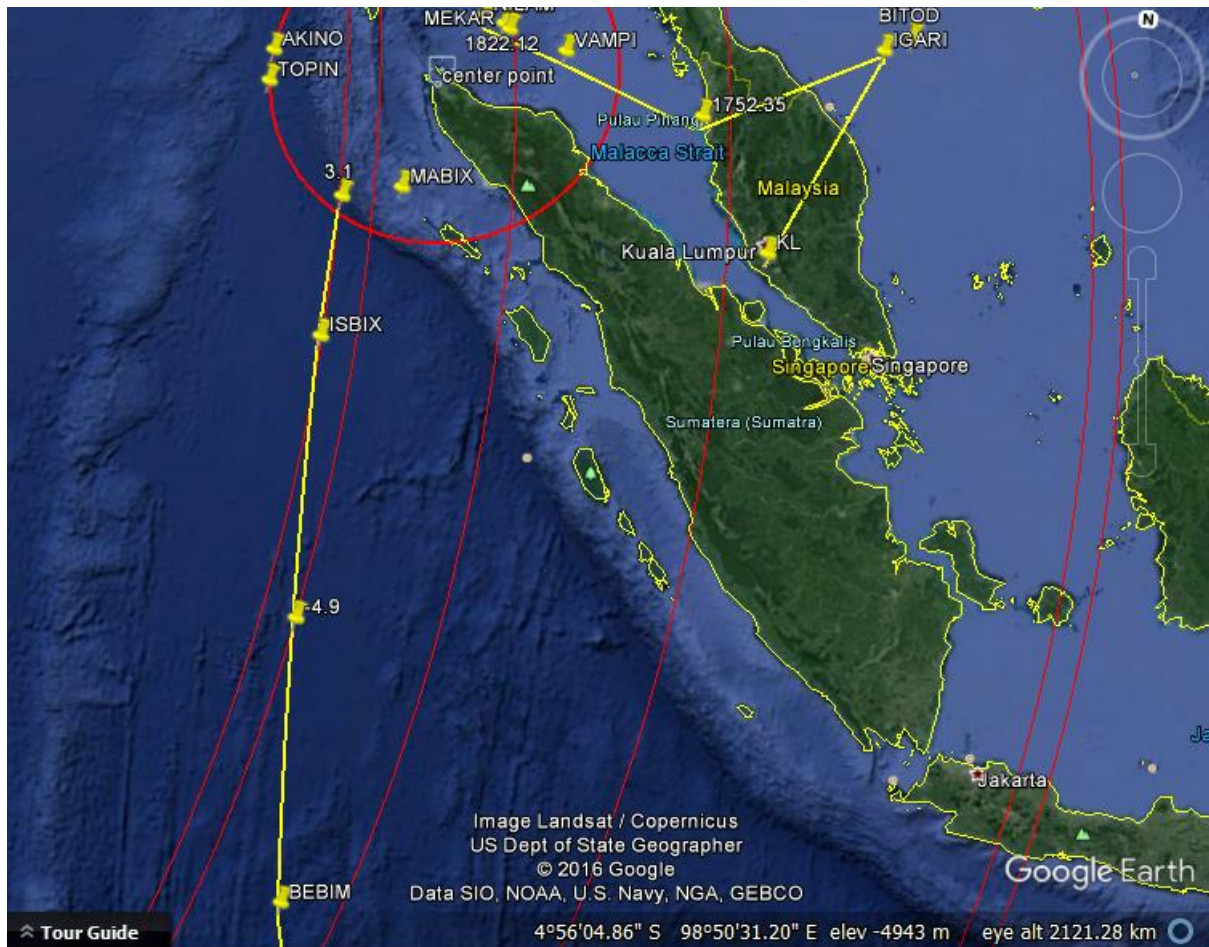 MEKAR
BITOD
N
AKINO
1822.12
VAMPI
IGARI
TOPIN
center point
1752.35
Pulau Pinang
Malacca Strait
3.1
MABIX
Malaysia
Kuala Lumpur
KL
ISBIX
Pulau Bengkalis
Singapore
Singapore
Sumatera (Sumatra)
-4.9
Jakarta
Image Landsat / Copernicus
US Dept of State Geographer
© 2016 Google
Data SIO, NOAA, U.S. Navy, NGA, GEBCO
Google Earth
BEBIM
Tour Guide
4°56'04.86" S 98°50'31.20" E elev -4943 m eye alt 2121.28 km